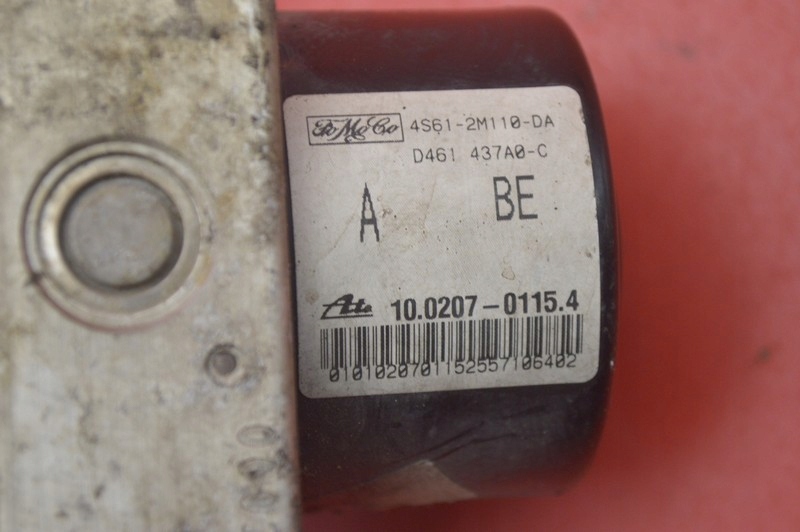 FoMoCo 4S61-2M110-DA
D461 437A0-C
A BE
Ate 10.0207-0115.4
0101020701152557106402